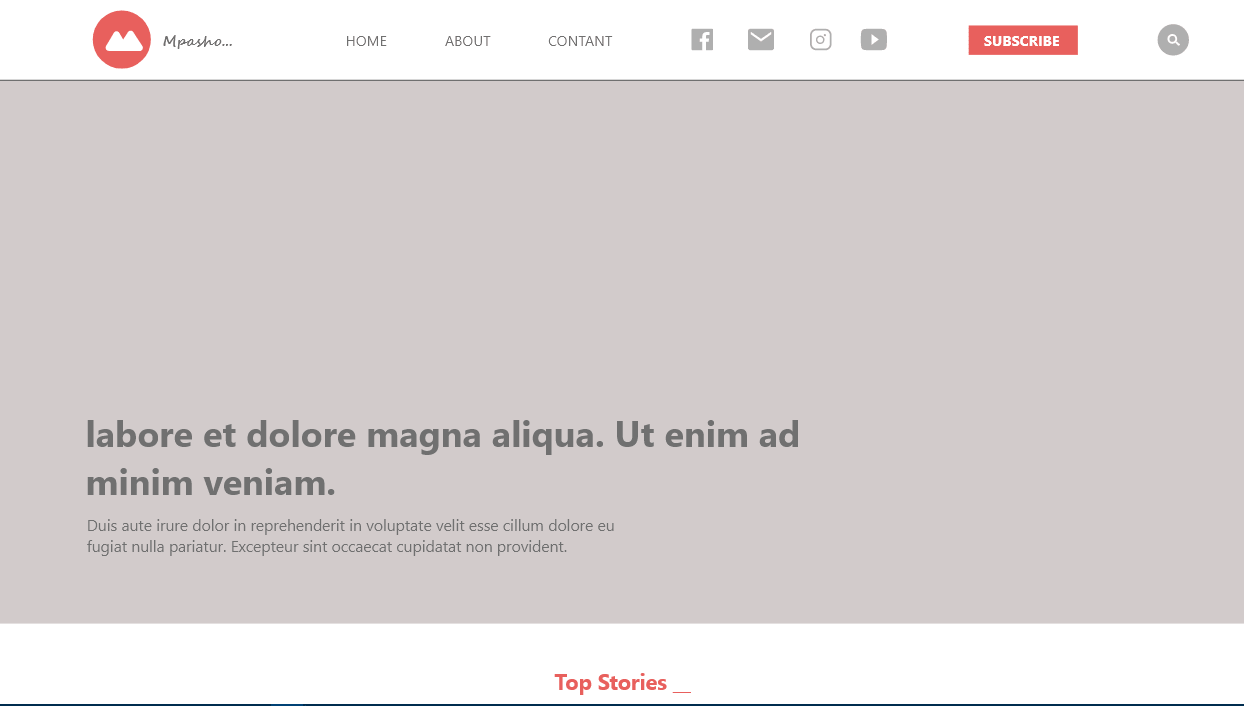 Mpasho...
HOME
ABOUT
CONTANT
SUBSCRIBE
labore et dolore magna aliqua. Ut enim ad
minim veniam.
Duis aute irure dolor in reprehenderit in voluptate velit esse cillum dolore eu
fugiat nulla pariatur. Excepteur sint occaecat cupidatat non provident.
Top Stories __